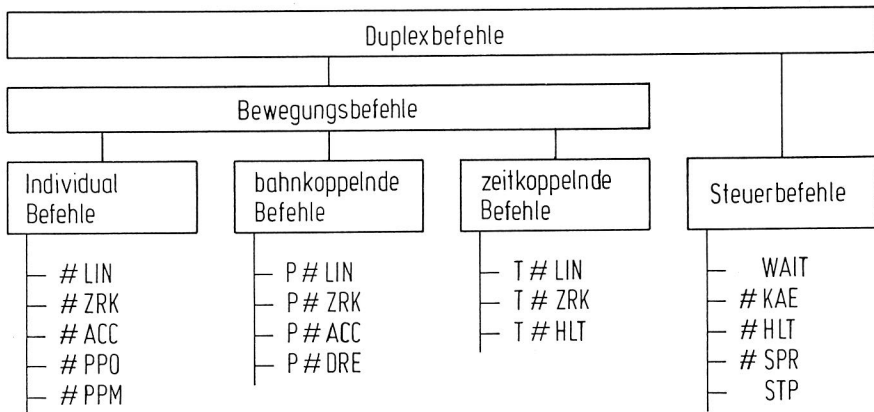 Duplexbefehle
Bewegungsbefehle
Individual
Befehle
bahnkoppelnde
Befehle
zeitkoppelnde
Befehle
Steuerbefehle
# LIN
# ZRK
# ACC
# PPO
# PPM
P # LIN
P # ZRK
P # ACC
P # DRE
T # LIN
T # ZRK
T # HLT
WAIT
# KAE
# HLT
# SPR
STP